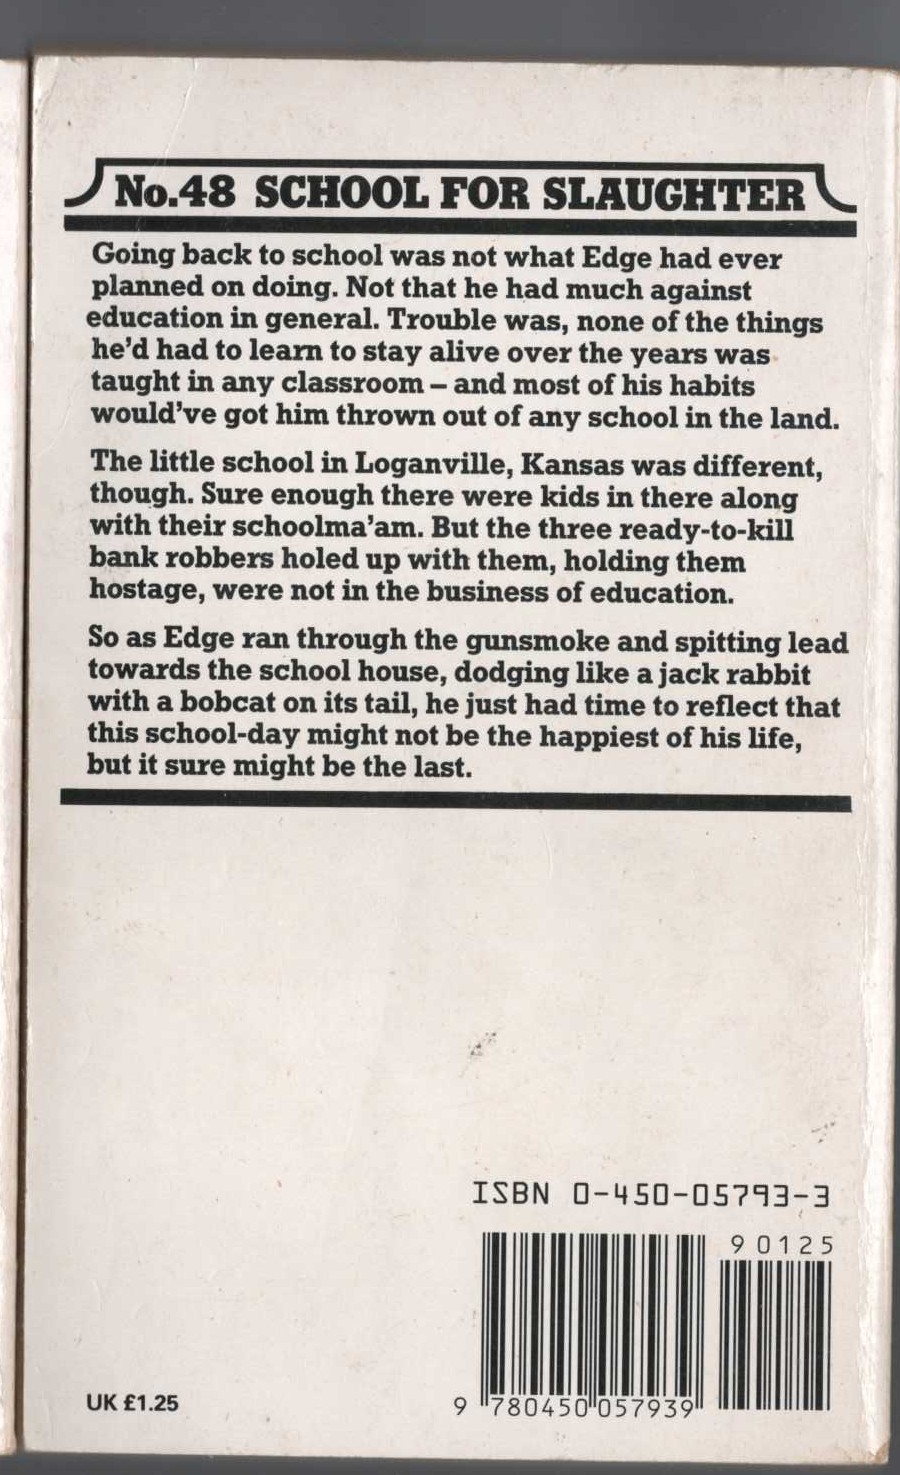 No.48 SCHOOL FOR SLAUGHTER
Going back to school was not what Edge had ever
planned on doing. Not that he had much against
education in general. Trouble was, none of the things
he'd had to learn to stay alive over the years was
taught in any classroom – and most of his habits
would've got him thrown out of any school in the land.
The little school in Loganville, Kansas was different,
though. Sure enough there were kids in there along
with their schoolma'am. But the three ready-to-kill
bank robbers holed up with them, holding them
hostage, were not in the business of education.
So as Edge ran through the gunsmoke and spitting lead
towards the school house, dodging like a jack rabbit
with a bobcat on its tail, he just had time to reflect that
this school-day might not be the happiest of his life,
but it sure might be the last.
ISBN 0-450-05793-3
90125
9 780450 057939
UK £1.25